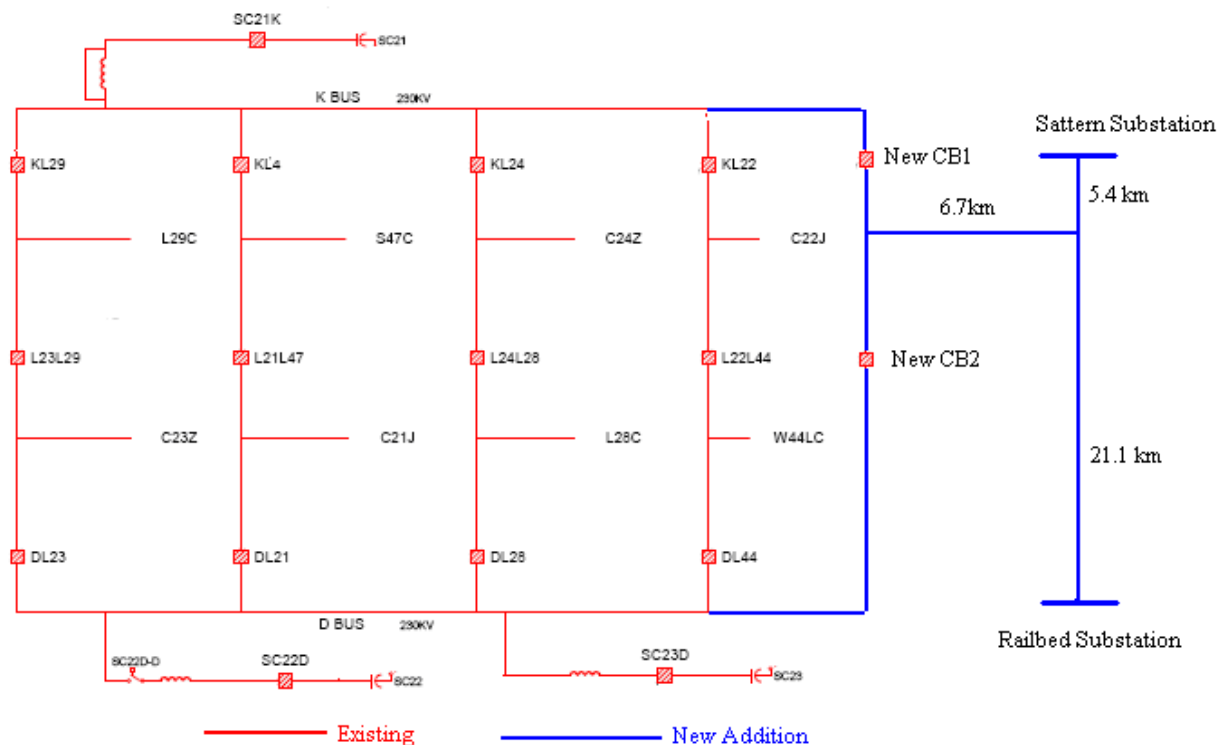 SC21K
SC21
K BUS 230KV
Sattern Substation
KL29
KL4
KL24
KL22
New CB1
5.4 km
6.7km
L29C
S47C
C24Z
C22J
L23L29
L21L47
L24L28
L22L44
New CB2
C23Z
C21J
L28C
W44LC
21.1 km
DL23
DL21
DL28
DL44
D BUS 230KV
Railbed Substation
SC22D-D
SC22D
SC23D
SC22
SC23
Existing
New Addition